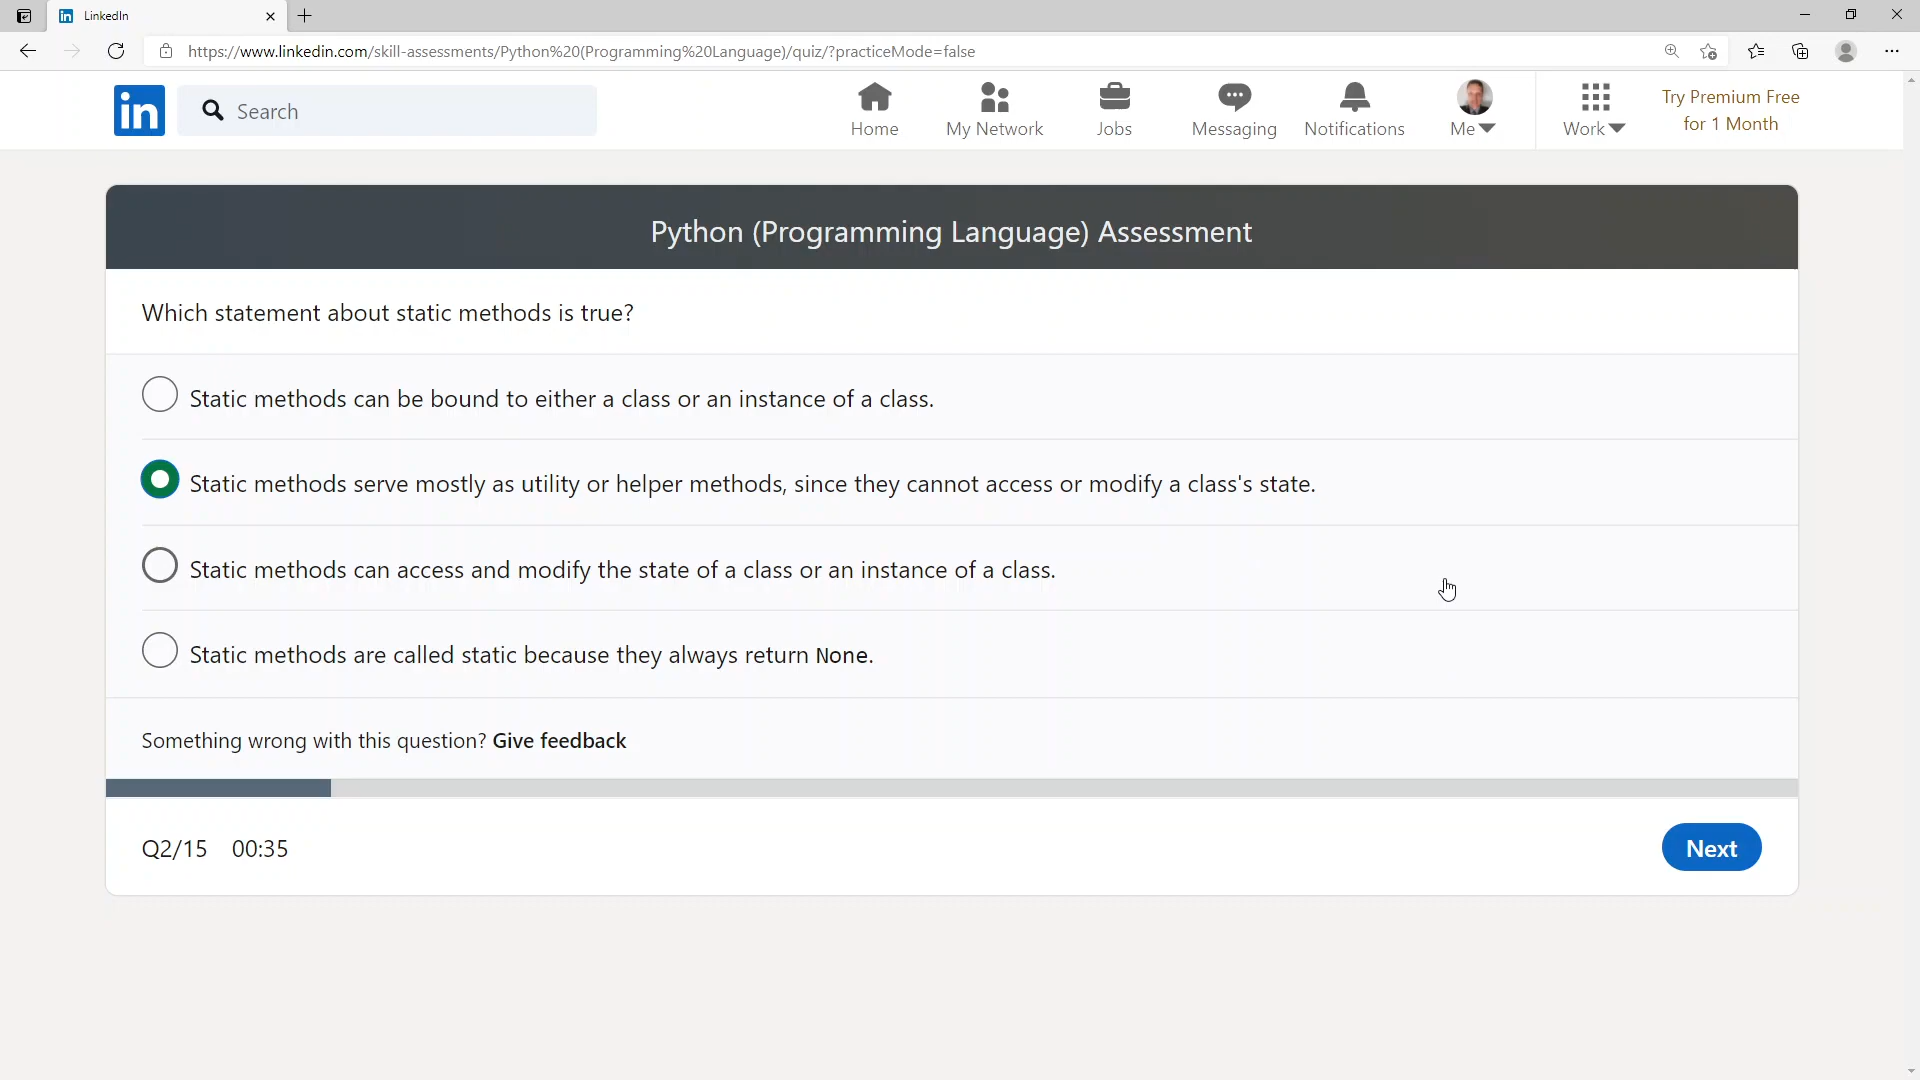 LinkedIn
https://www.linkedin.com/skill-assessments/Python%20(Programming%20Language)/quiz/?practiceMode=false
in
Search
Home
My Network
Jobs
Messaging
Notifications
Me
Work
Try Premium Free
for 1 Month
Python (Programming Language) Assessment
Which statement about static methods is true?
Static methods can be bound to either a class or an instance of a class.
Static methods serve mostly as utility or helper methods, since they cannot access or modify a class's state.
Static methods can access and modify the state of a class or an instance of a class.
Static methods are called static because they always return None.
Something wrong with this question? Give feedback
Q2/15 00:35
Next